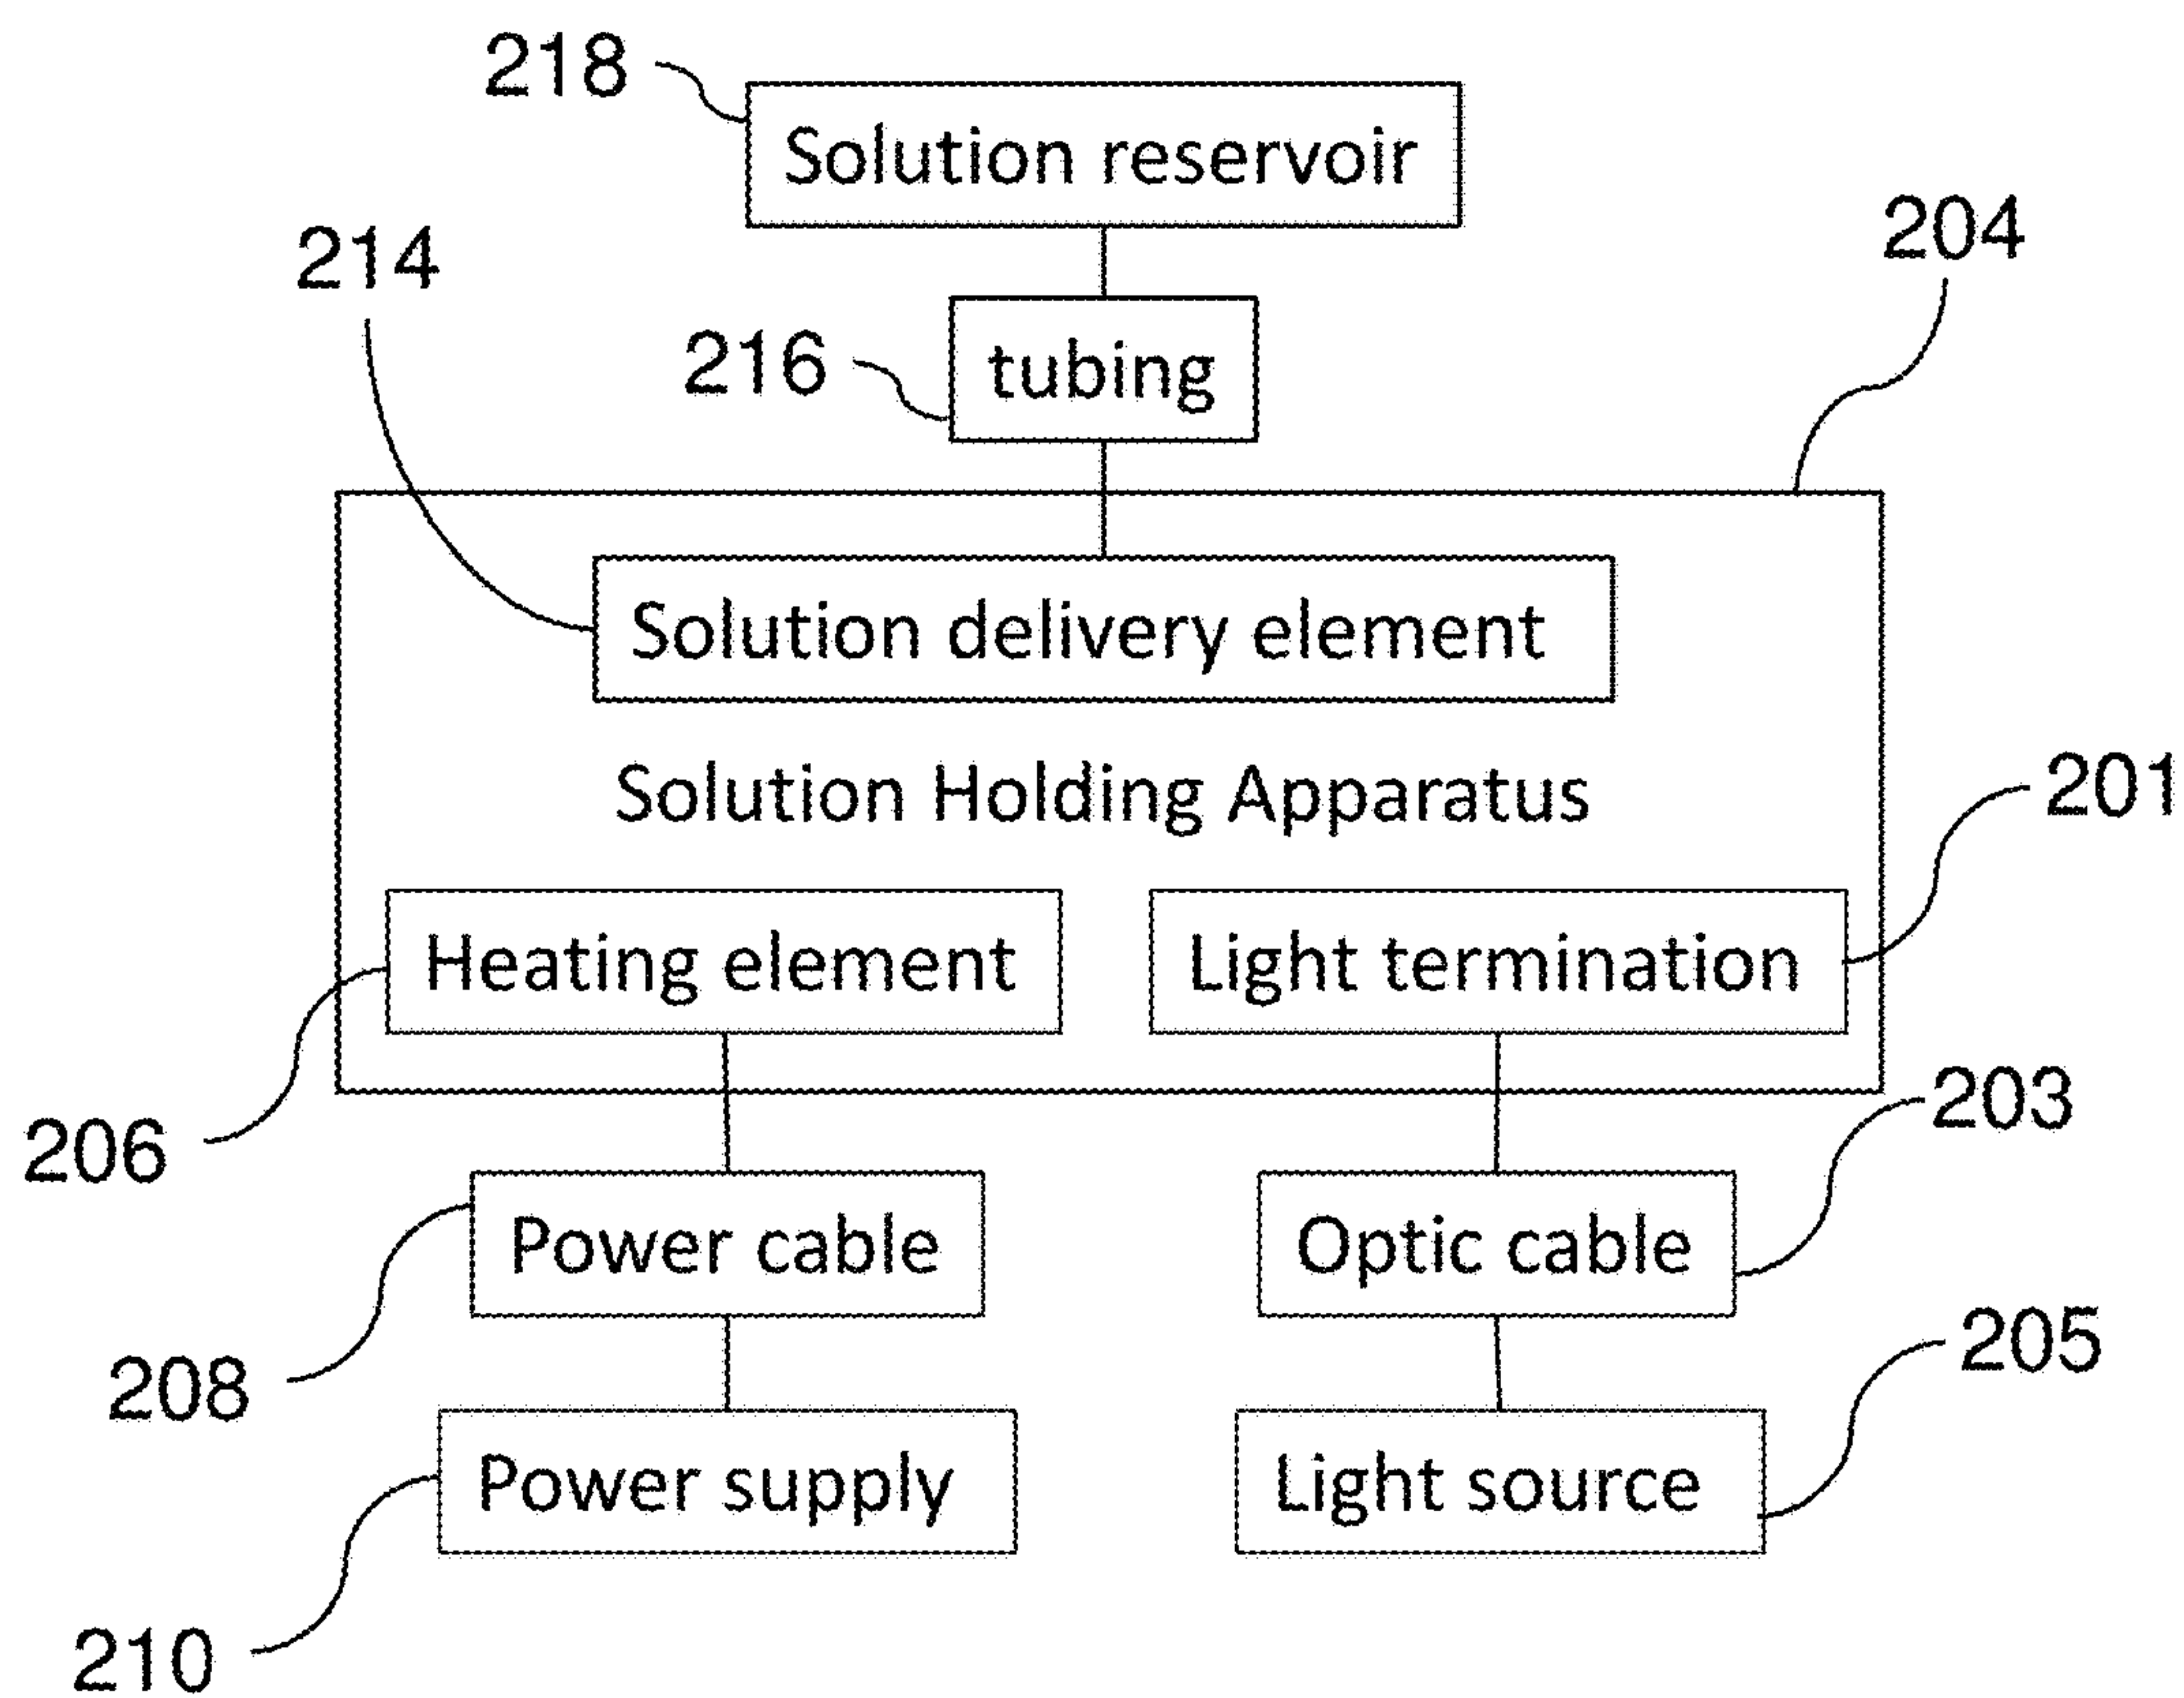 218
Solution reservoir
204
214
216
tubing
Solution delivery element
Solution Holding Apparatus
201
Heating element
Light termination
206
203
Power cable
Optic cable
208
205
Power supply
Light source
210